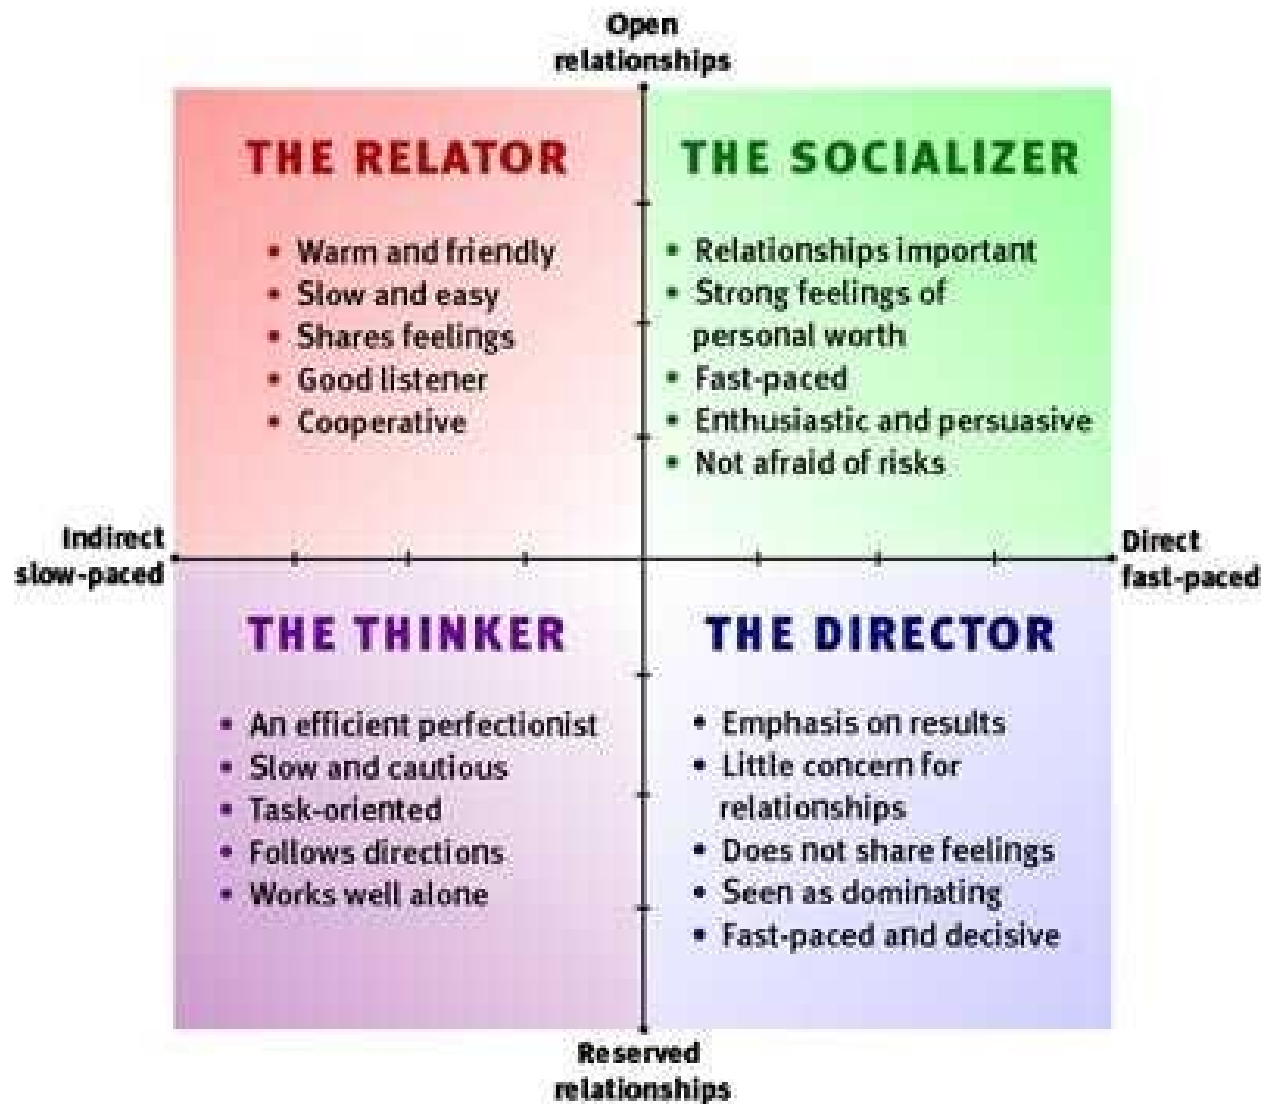 Open
relationships
THE RELATOR
• Warm and friendly
• Slow and easy
• Shares feelings
• Good listener
• Cooperative
THE SOCIALIZER
• Relationships important
• Strong feelings of
personal worth
• Fast-paced
• Enthusiastic and persuasive
• Not afraid of risks
Indirect
slow-paced
Direct
fast-paced
THE THINKER
• An efficient perfectionist
• Slow and cautious
• Task-oriented
• Follows directions
• Works well alone
THE DIRECTOR
• Emphasis on results
• Little concern for
relationships
• Does not share feelings
• Seen as dominating
• Fast-paced and decisive
Reserved
relationships